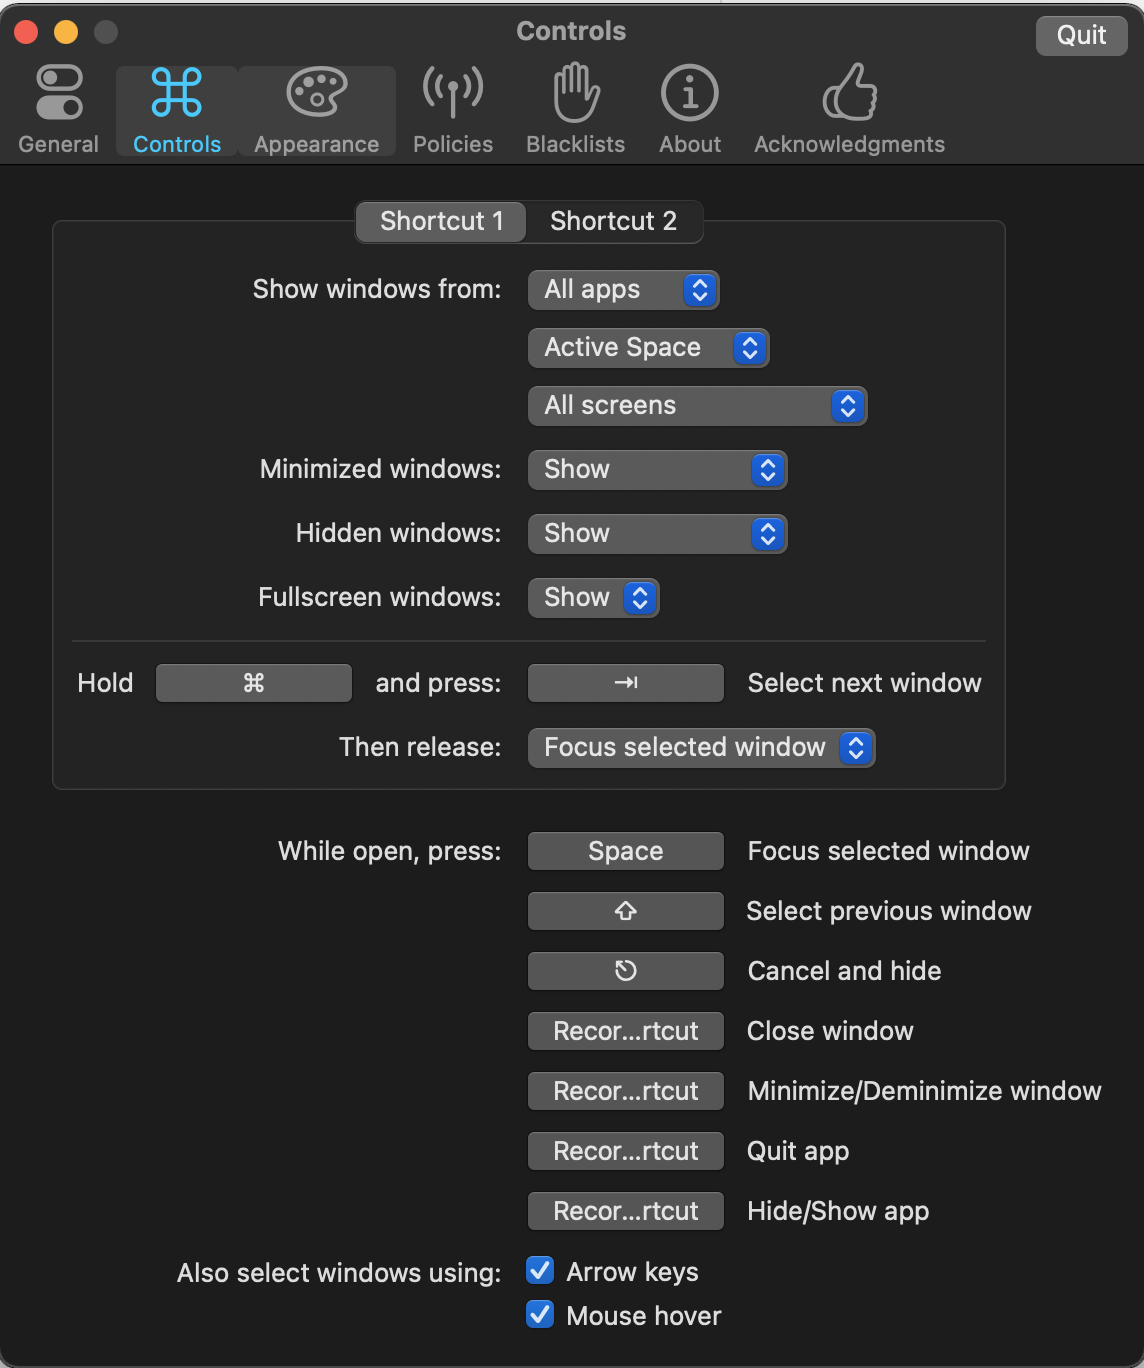 Controls
Quit
General Controls Appearance Policies Blacklists About Acknowledgments
Shortcut 1 Shortcut 2
Show windows from: All apps
Active Space
All screens
Minimized windows: Show
Hidden windows: Show
Fullscreen windows: Show
Hold ⌘ and press: ⇥ Select next window
Then release: Focus selected window
While open, press: Space Focus selected window
⇧ Select previous window
⎋ Cancel and hide
Recor...rtcut Close window
Recor...rtcut Minimize/Deminimize window
Recor...rtcut Quit app
Recor...rtcut Hide/Show app
Also select windows using: Arrow keys
Mouse hover